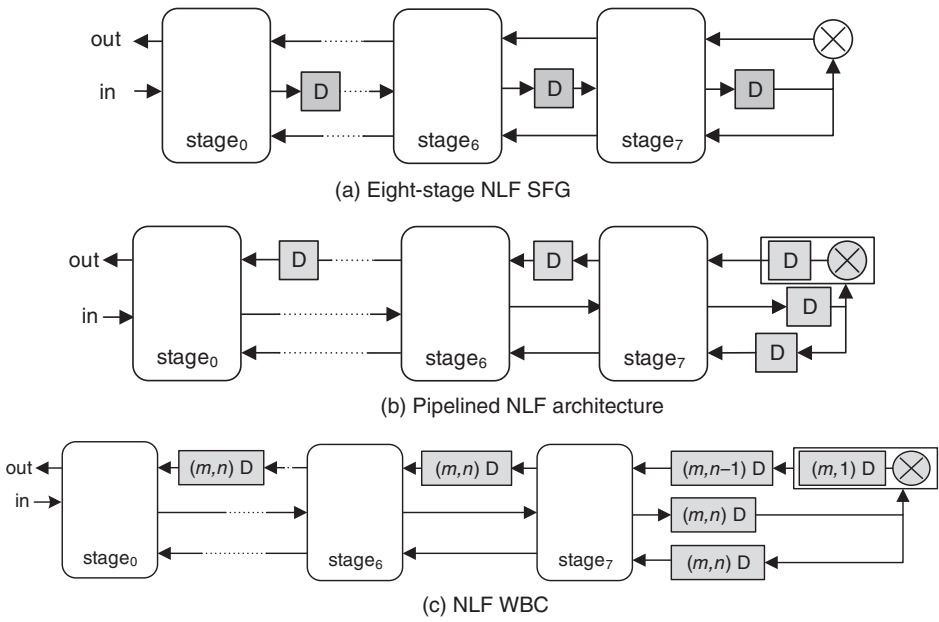 out
in
D
D
D
stage₀
stage₆
stage₇
(a) Eight-stage NLF SFG
out
in
D
D
D
D
D
stage₀
stage₆
stage₇
(b) Pipelined NLF architecture
out
in
(m,n) D
(m,n) D
(m,n–1) D
(m,1) D
(m,n) D
(m,n) D
stage₀
stage₆
stage₇
(c) NLF WBC